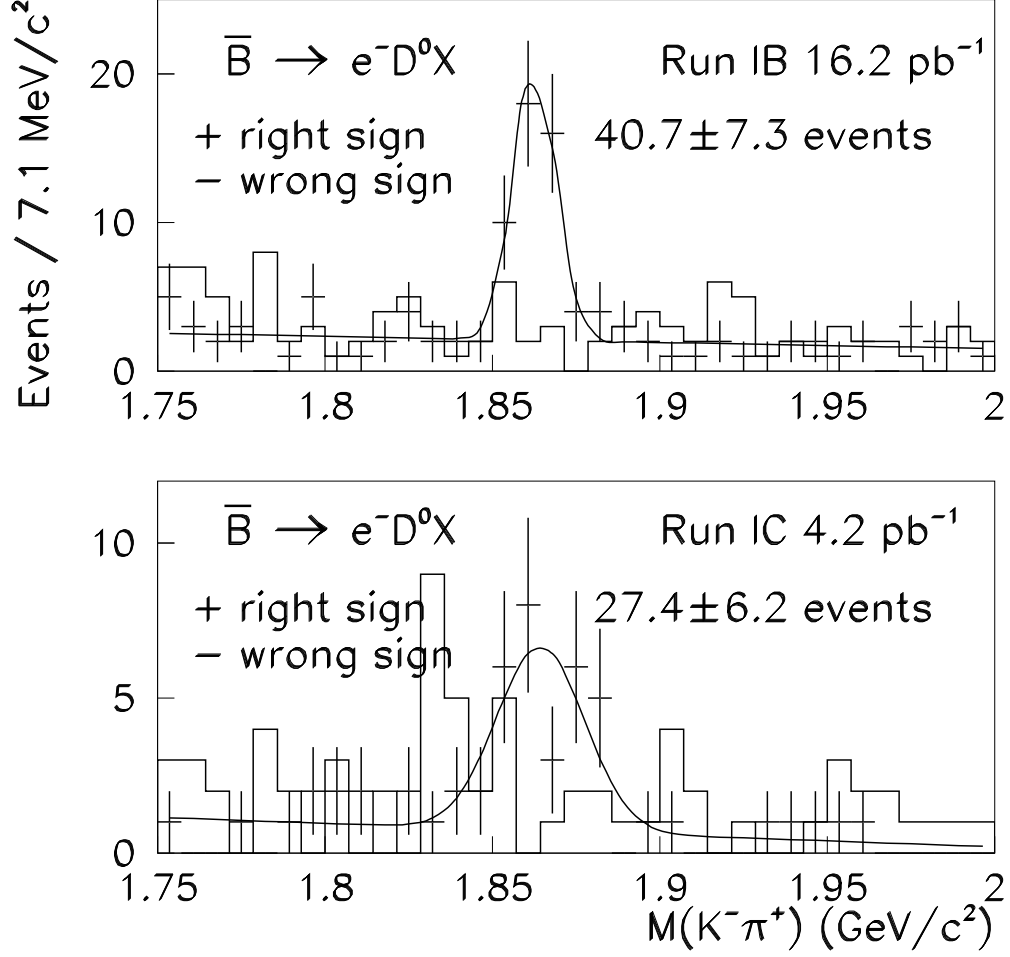 Events / 7.1 MeV/c²
B̅ → e⁻D⁰X
Run IB 16.2 pb⁻¹
+ right sign
40.7±7.3 events
− wrong sign
20
10
0
1.75 1.8 1.85 1.9 1.95 2
B̅ → e⁻D⁰X
Run IC 4.2 pb⁻¹
+ right sign
27.4±6.2 events
− wrong sign
10
5
0
1.75 1.8 1.85 1.9 1.95 2
M(K⁻π⁺) (GeV/c²)